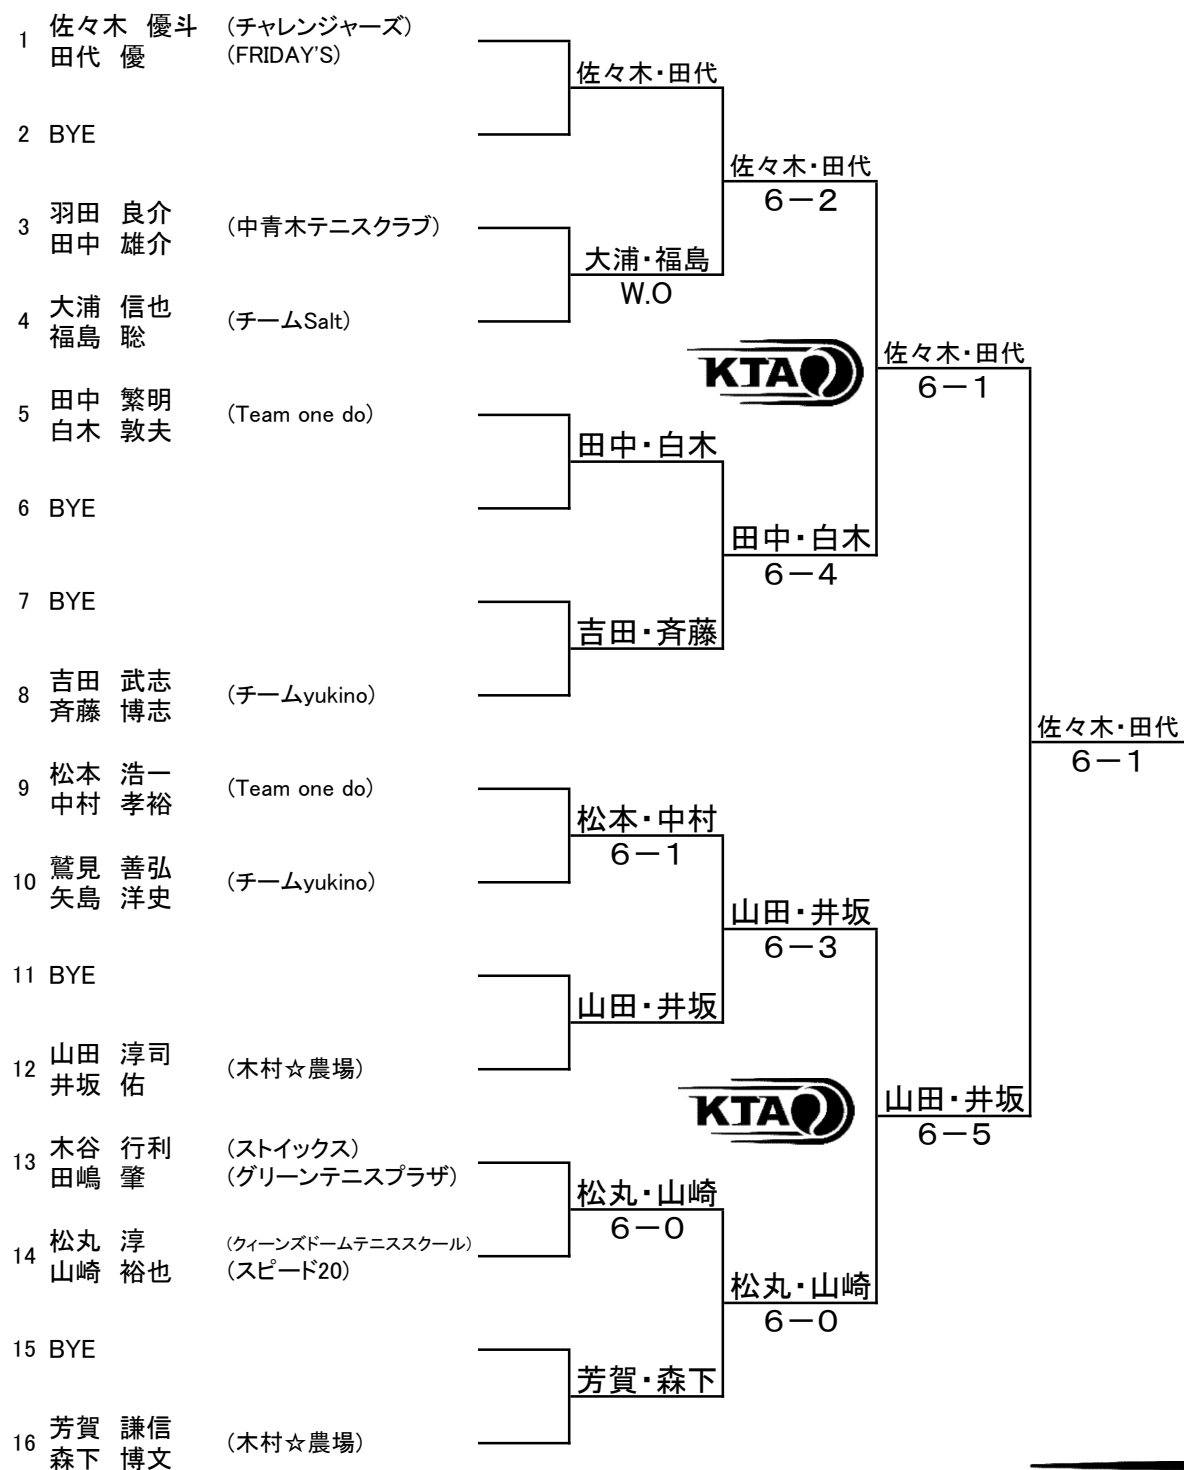 1 佐々木 優斗 (チャレンジャーズ)
田代 優 (FRIDAY'S)
佐々木・田代
2 BYE
佐々木・田代
6－2
3 羽田 良介 (中青木テニスクラブ)
田中 雄介
大浦・福島
W.O
4 大浦 信也 (チームSalt)
福島 聡
KTA
佐々木・田代
6－1
5 田中 繁明 (Team one do)
白木 敦夫
田中・白木
6 BYE
田中・白木
6－4
7 BYE
吉田・斉藤
8 吉田 武志 (チームyukino)
斉藤 博志
佐々木・田代
6－1
9 松本 浩一 (Team one do)
中村 孝裕
松本・中村
6－1
10 鷲見 善弘 (チームyukino)
矢島 洋史
山田・井坂
6－3
11 BYE
山田・井坂
12 山田 淳司 (木村☆農場)
井坂 佑
KTA
山田・井坂
6－5
13 木谷 行利 (ストイックス)
田嶋 肇 (グリーンテニスプラザ)
松丸・山崎
6－0
14 松丸 淳 (クィーンズドームテニススクール)
山崎 裕也 (スピード20)
松丸・山崎
6－0
15 BYE
芳賀・森下
16 芳賀 謙信 (木村☆農場)
森下 博文